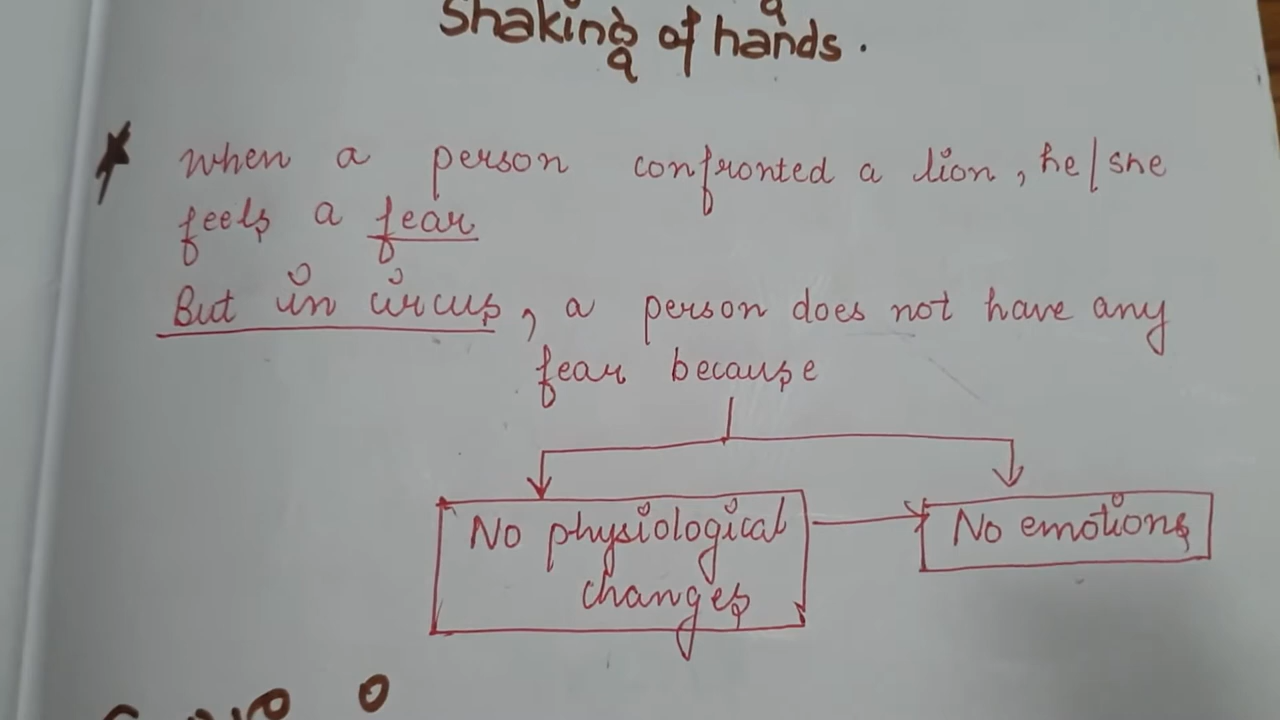 Shaking of hands.
* When a person confronted a lion, he/she
feels a fear
But in circus, a person does not have any
fear because
No physiological
changes
No emotions